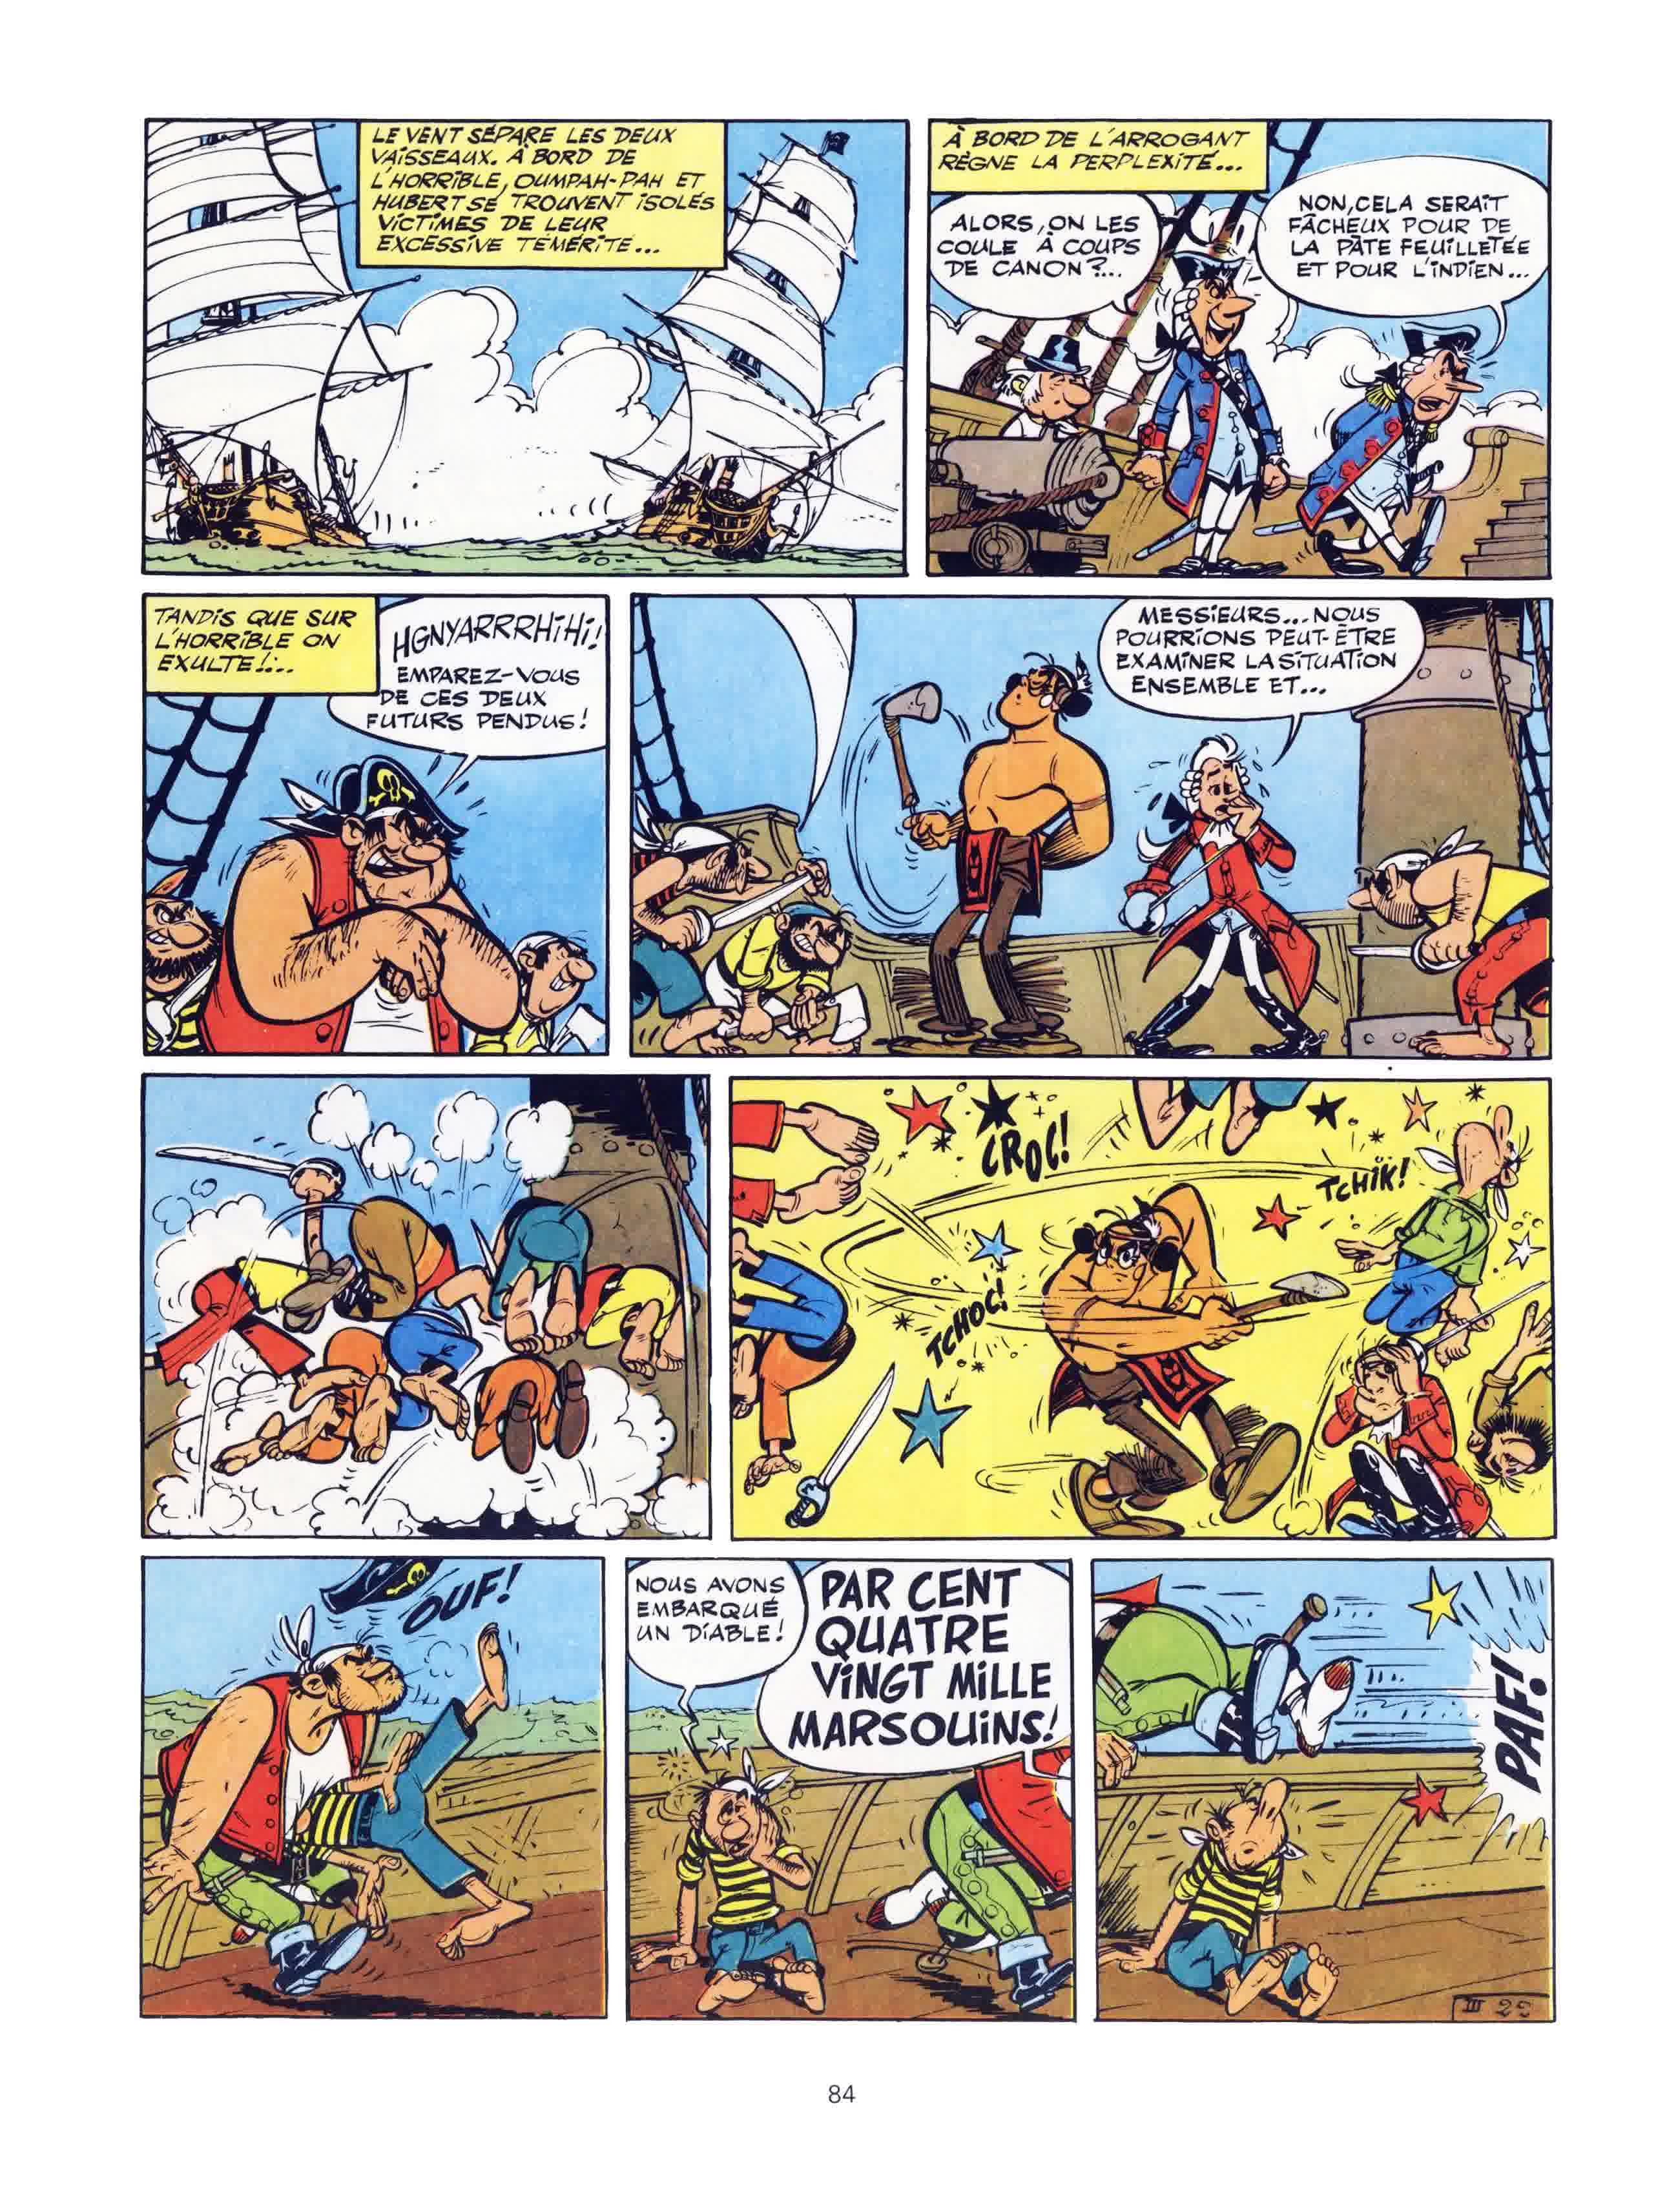 LE VENT SÉPARE LES DEUX
VAISSEAUX. À BORD DE
L'HORRIBLE, OUMPAH-PAH ET
HUBERT SE TROUVENT ISOLÉS
VICTIMES DE LEUR
EXCESSIVE TÉMÉRITÉ...
À BORD DE L'ARROGANT
RÈGNE LA PERPLEXITÉ...
ALORS, ON LES
COULE À COUPS
DE CANON?...
NON, CELA SERAIT
FÂCHEUX POUR DE
LA PÂTE FEUILLETÉE
ET POUR L'INDIEN...
TANDIS QUE SUR
L'HORRIBLE ON
EXULTE!...
HGNYARRRHIHI!
EMPAREZ-VOUS
DE CES DEUX
FUTURS PENDUS!
MESSIEURS... NOUS
POURRIONS PEUT-ÊTRE
EXAMINER LA SITUATION
ENSEMBLE ET...
CROC!
TCHIK!
TCHOC!
OUF!
NOUS AVONS
EMBARQUÉ
UN DIABLE!
PAR CENT
QUATRE
VINGT MILLE
MARSOUINS!
PAF!
III
84